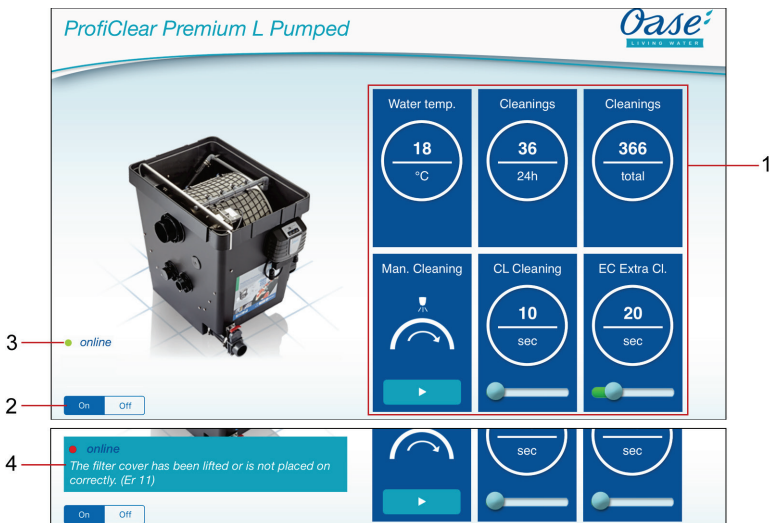 ProfiClear Premium L Pumped
Oase
LIVING WATER
Water temp.
18
°C
Cleanings
36
24h
Cleanings
366
total
1
Man. Cleaning
CL Cleaning
10
sec
EC Extra Cl.
20
sec
3
online
2
On Off
online
4
The filter cover has been lifted or is not placed on
correctly. (Er 11)
sec
sec
On Off